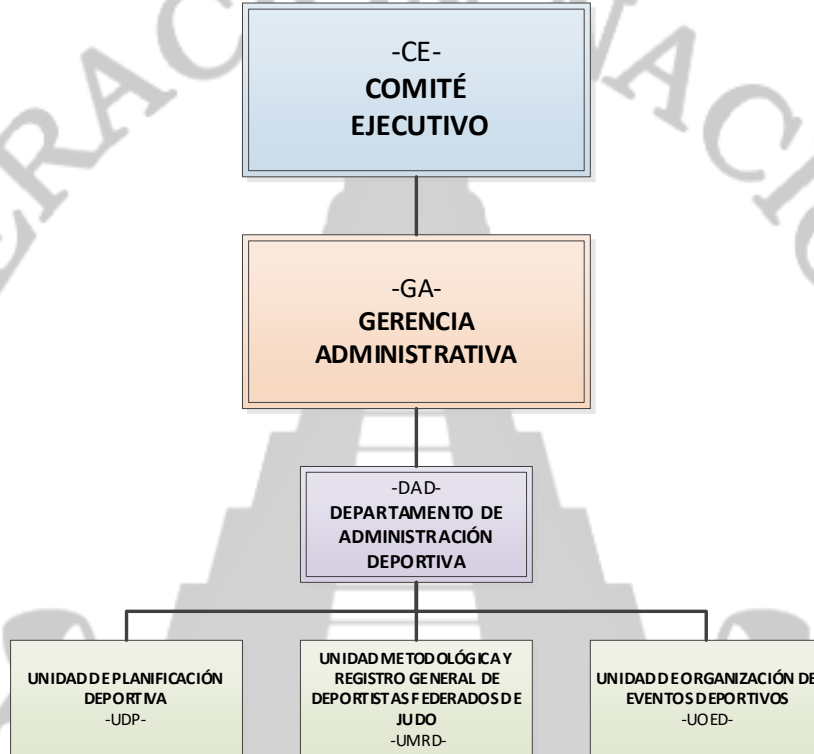 -CE-
COMITÉ
EJECUTIVO
-GA-
GERENCIA
ADMINISTRATIVA
-DAD-
DEPARTAMENTO DE
ADMINISTRACIÓN
DEPORTIVA
UNIDAD DE PLANIFICACIÓN
DEPORTIVA
-UDP-
UNIDAD METODOLÓGICA Y
REGISTRO GENERAL DE
DEPORTISTAS FEDERADOS DE
JUDO
-UMRD-
UNIDAD DE ORGANIZACIÓN DE
EVENTOS DEPORTIVOS
-UOED-